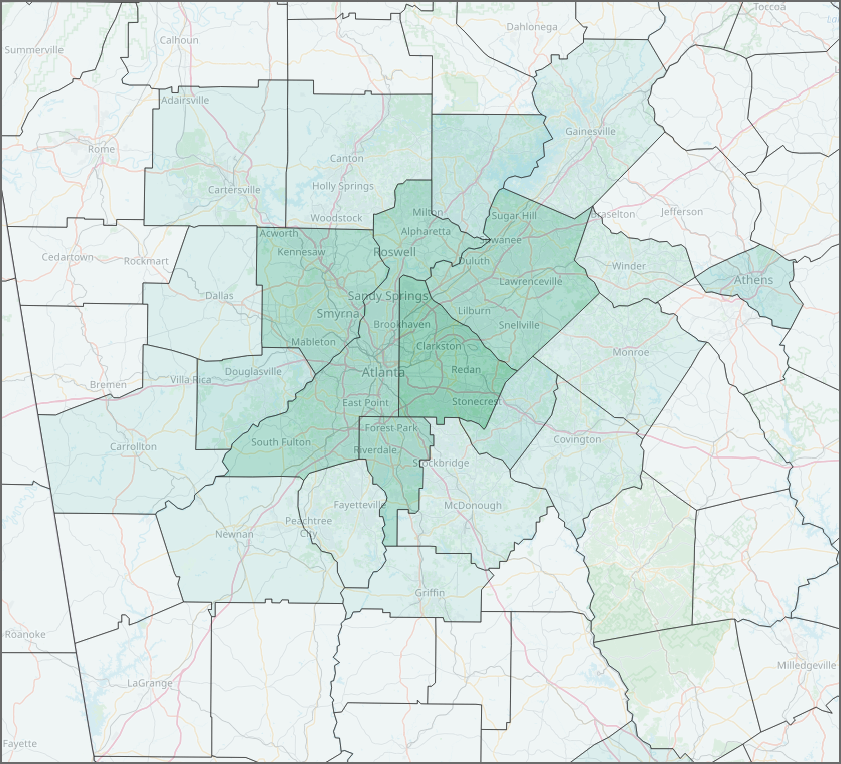 Toccoa
Dahlonega
Calhoun
Summerville
Adairsville
Gainesville
Rome
Canton
Cartersville
Holly Springs
Woodstock
Milton
Sugar Hill
Braselton
Jefferson
Acworth
Alpharetta
Suwanee
Kennesaw
Roswell
Cedartown
Rockmart
Duluth
Winder
Athens
Lawrenceville
Dallas
Sandy Springs
Smyrna
Lilburn
Brookhaven
Snellville
Mableton
Clarkston
Monroe
Atlanta
Redan
Douglasville
Villa Rica
Bremen
East Point
Stonecrest
Carrollton
South Fulton
Forest Park
Covington
Riverdale
Stockbridge
Fayetteville
McDonough
Peachtree
City
Newnan
Griffin
Roanoke
Milledgeville
LaGrange
Fayette